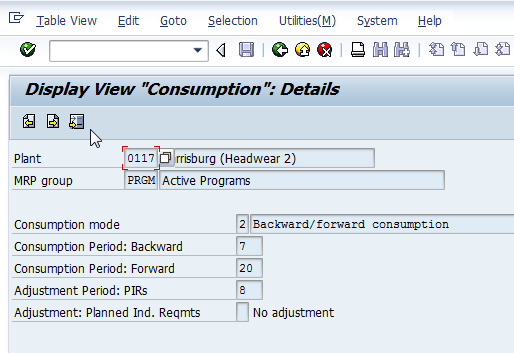 Table View Edit Goto Selection Utilities(M) System Help
Display View "Consumption": Details
Plant 0117 rrisburg (Headwear 2)
MRP group PRGM Active Programs
Consumption mode 2 Backward/forward consumption
Consumption Period: Backward 7
Consumption Period: Forward 20
Adjustment Period: PIRs 8
Adjustment: Planned Ind. Reqmts No adjustment